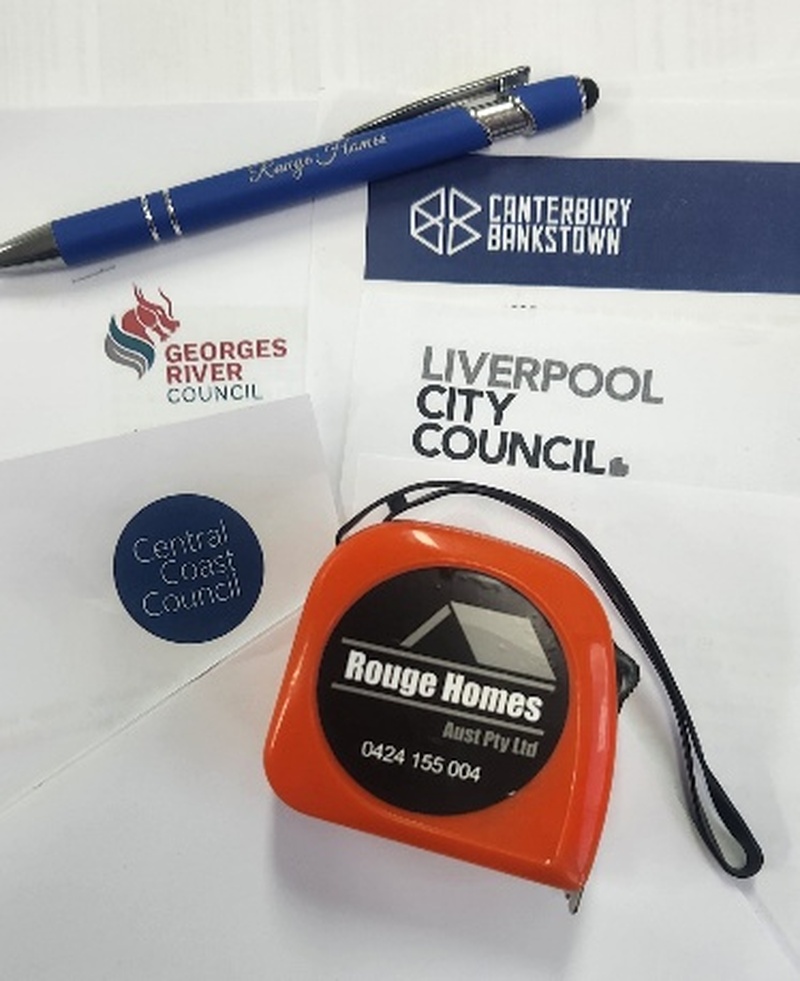 Rouge Homes
CANTERBURY
BANKSTOWN
GEORGES
RIVER
COUNCIL
LIVERPOOL
CITY
COUNCIL
Central
Coast
Council
Rouge Homes
Aust Pty Ltd
0424 155 004